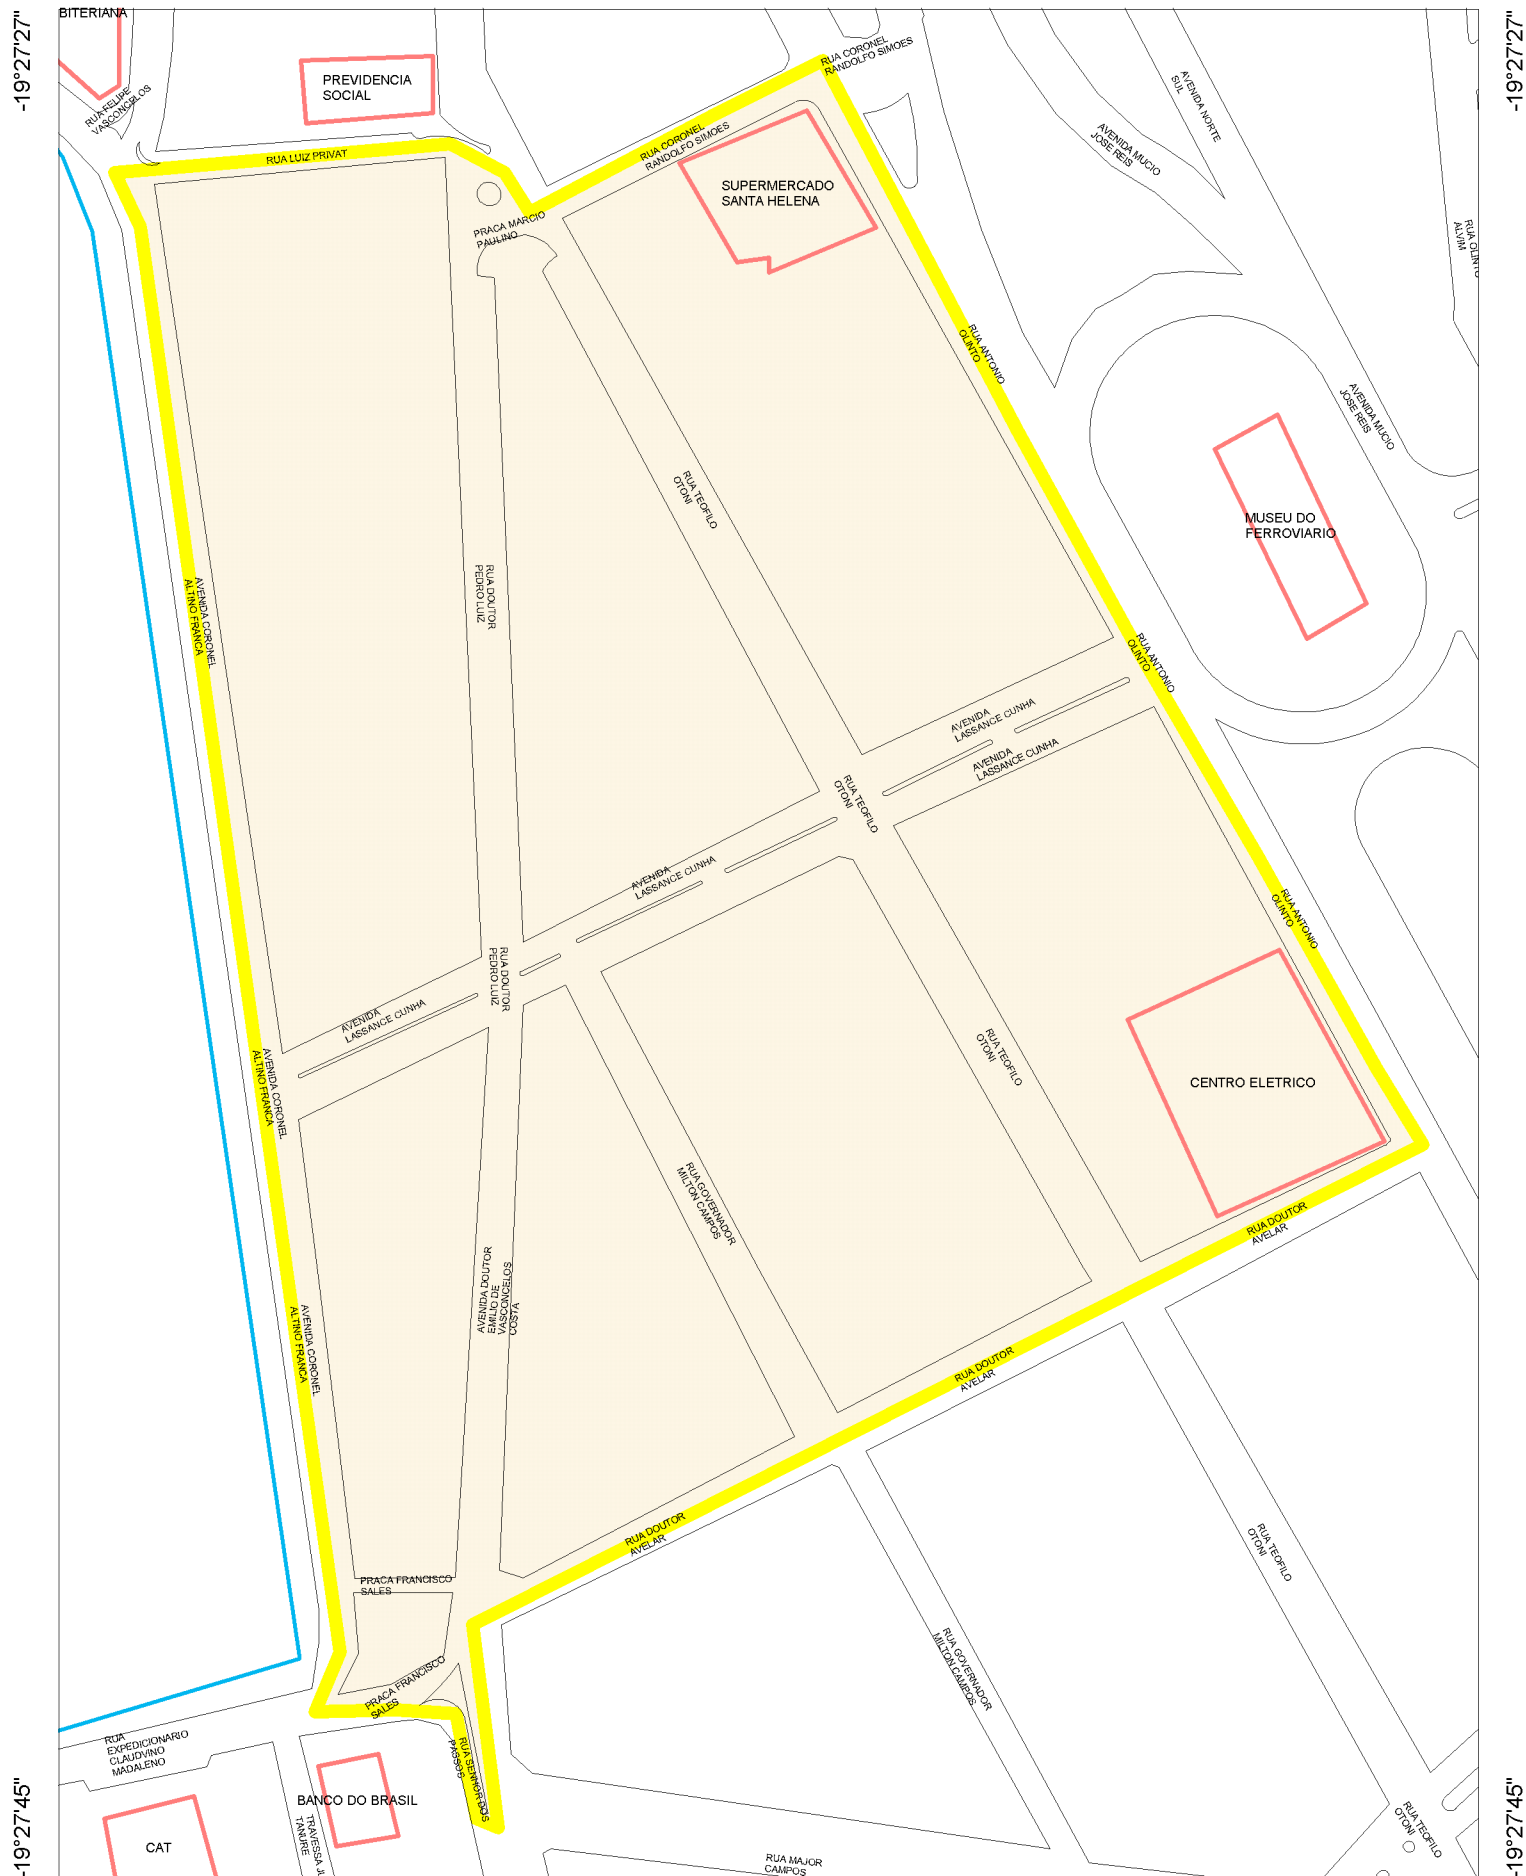 -19°27'27"
-19°27'27"
BITERIANA
RUA FELIPE
VASCONCELOS
PREVIDENCIA
SOCIAL
RUA LUIZ PRIVAT
RUA CORONEL
RANDOLFO SIMOES
RUA CORONEL
RANDOLFO SIMOES
SUPERMERCADO
SANTA HELENA
PRACA MARCIO
PAULINO
AVENIDA NORTE
SUL
AVENIDA MUCIO
JOSE REIS
RUA OLINTO
ALVIM
RUA ANTONIO
OLINTO
AVENIDA MUCIO
JOSE REIS
RUA TEOFILO
OTONI
MUSEU DO
FERROVIARIO
AVENIDA CORONEL
ALTINO FRANCA
RUA DOUTOR
PEDRO LUIZ
RUA ANTONIO
OLINTO
AVENIDA
LASSANCE CUNHA
AVENIDA
LASSANCE CUNHA
RUA TEOFILO
OTONI
AVENIDA
LASSANCE CUNHA
RUA ANTONIO
OLINTO
RUA DOUTOR
PEDRO LUIZ
AVENIDA
LASSANCE CUNHA
AVENIDA CORONEL
ALTINO FRANCA
RUA TEOFILO
OTONI
CENTRO ELETRICO
RUA GOVERNADOR
MILTON CAMPOS
RUA DOUTOR
AVELAR
AVENIDA DOUTOR
EMILIO DE
VASCONCELOS
COSTA
AVENIDA CORONEL
ALTINO FRANCA
RUA DOUTOR
AVELAR
RUA DOUTOR
AVELAR
RUA TEOFILO
OTONI
PRACA FRANCISCO
SALES
RUA GOVERNADOR
MILTON CAMPOS
PRACA FRANCISCO
SALES
RUA
EXPEDICIONARIO
CLAUDVINO
MADALENO
RUA SENHOR DOS
PASSOS
BANCO DO BRASIL
CAT
TRAVESSA
TANURE
RUA MAJOR
CAMPOS
RUA TEOFILO
OTONI
-19°27'45"
-19°27'45"